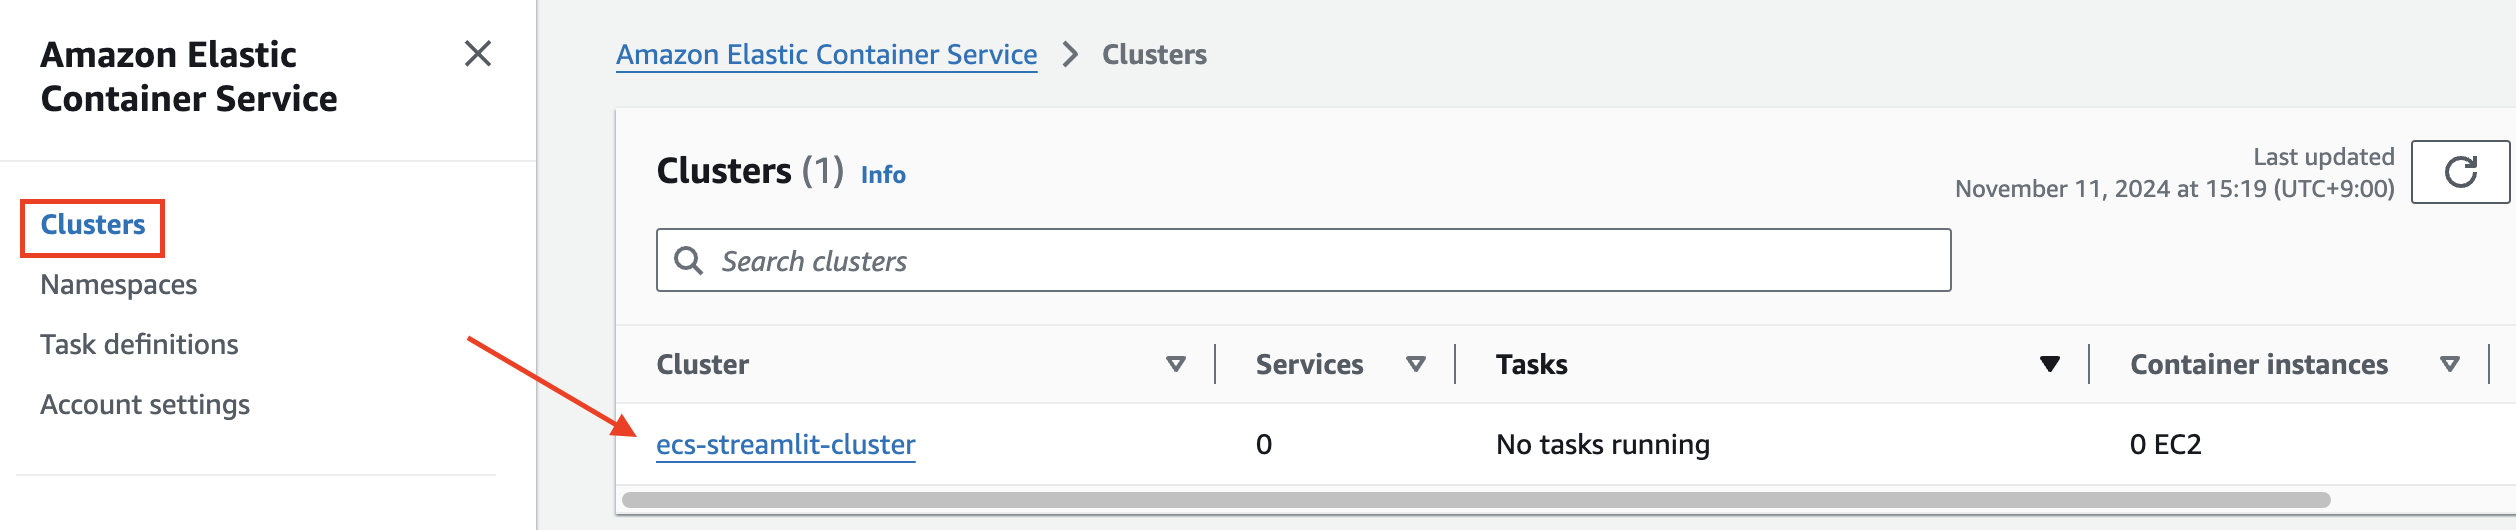 Amazon Elastic
Container Service
Clusters
Namespaces
Task definitions
Account settings
Amazon Elastic Container Service > Clusters
Clusters (1) Info
Last updated
November 11, 2024 at 15:19 (UTC+9:00)
Search clusters
Cluster Services Tasks Container instances
ecs-streamlit-cluster 0 No tasks running 0 EC2